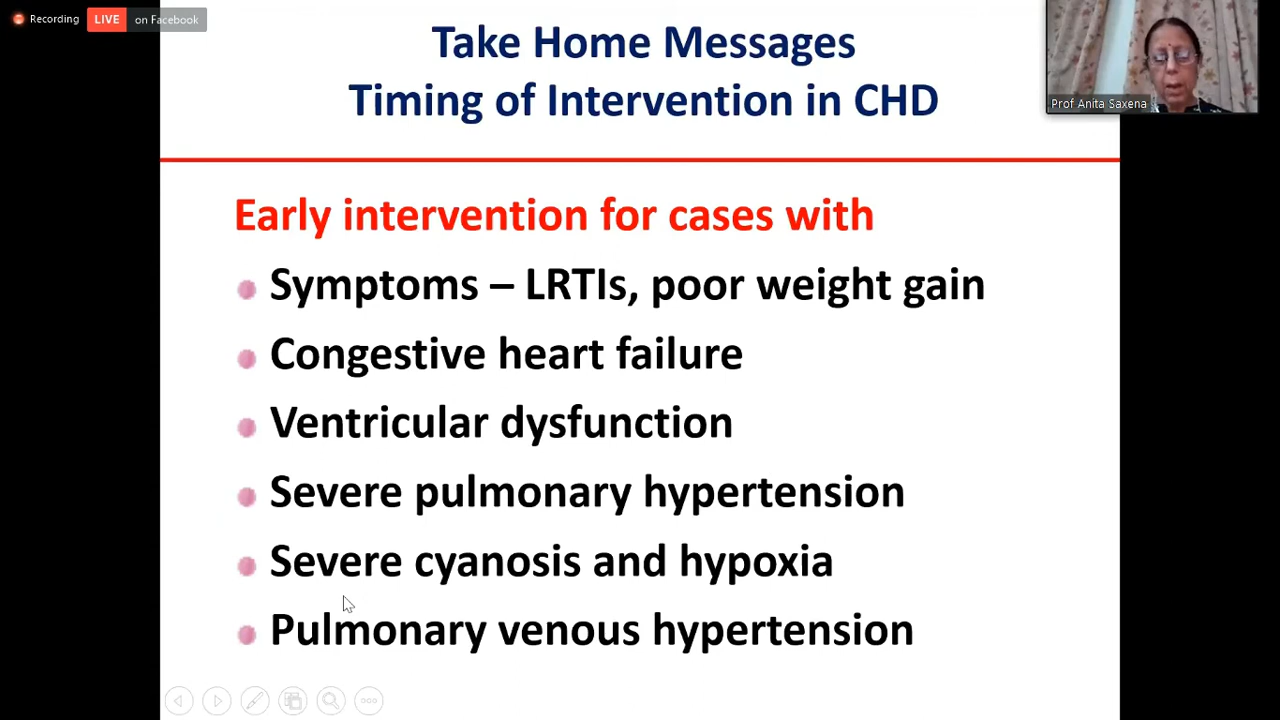 Recording
LIVE on Facebook
Take Home Messages
Timing of Intervention in CHD
Prof Anita Saxena
Early intervention for cases with
Symptoms – LRTIs, poor weight gain
Congestive heart failure
Ventricular dysfunction
Severe pulmonary hypertension
Severe cyanosis and hypoxia
Pulmonary venous hypertension